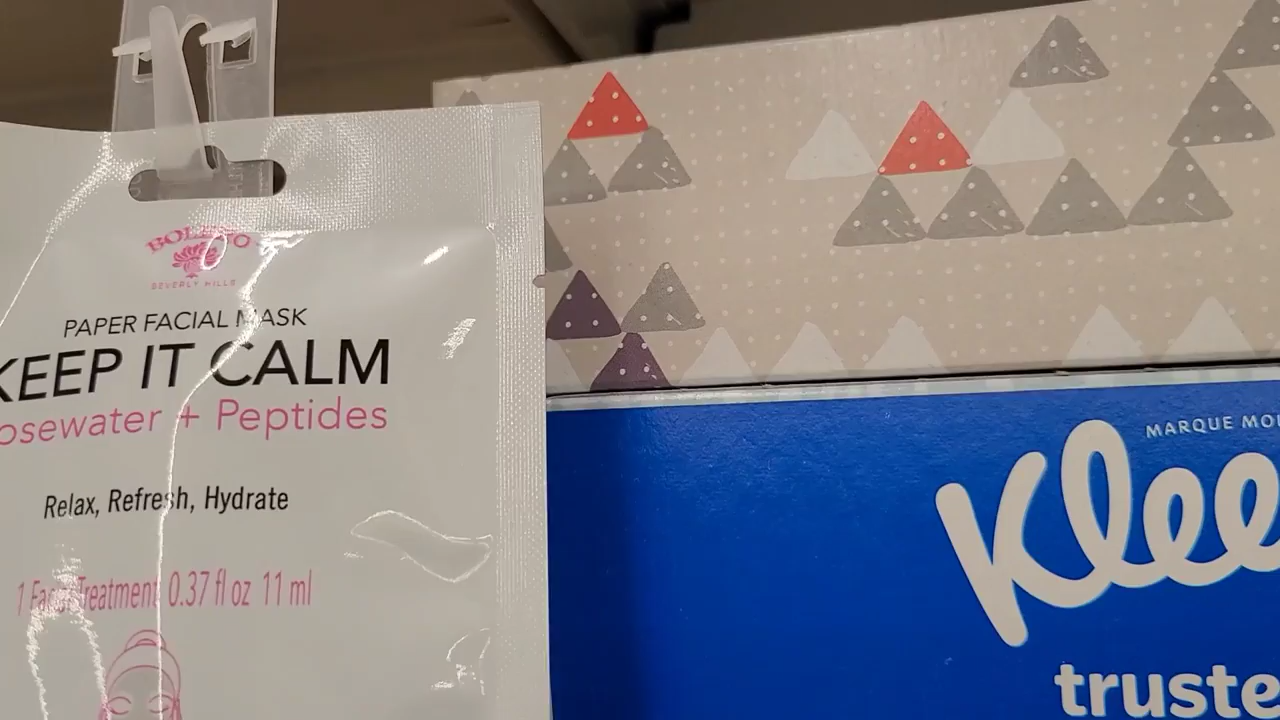 BEVERLY HILLS
PAPER FACIAL MASK
KEEP IT CALM
osewater + Peptides
Relax, Refresh, Hydrate
1 Facial Treatment 0.37 fl oz 11 ml
MARQUE MO
Klee
truste